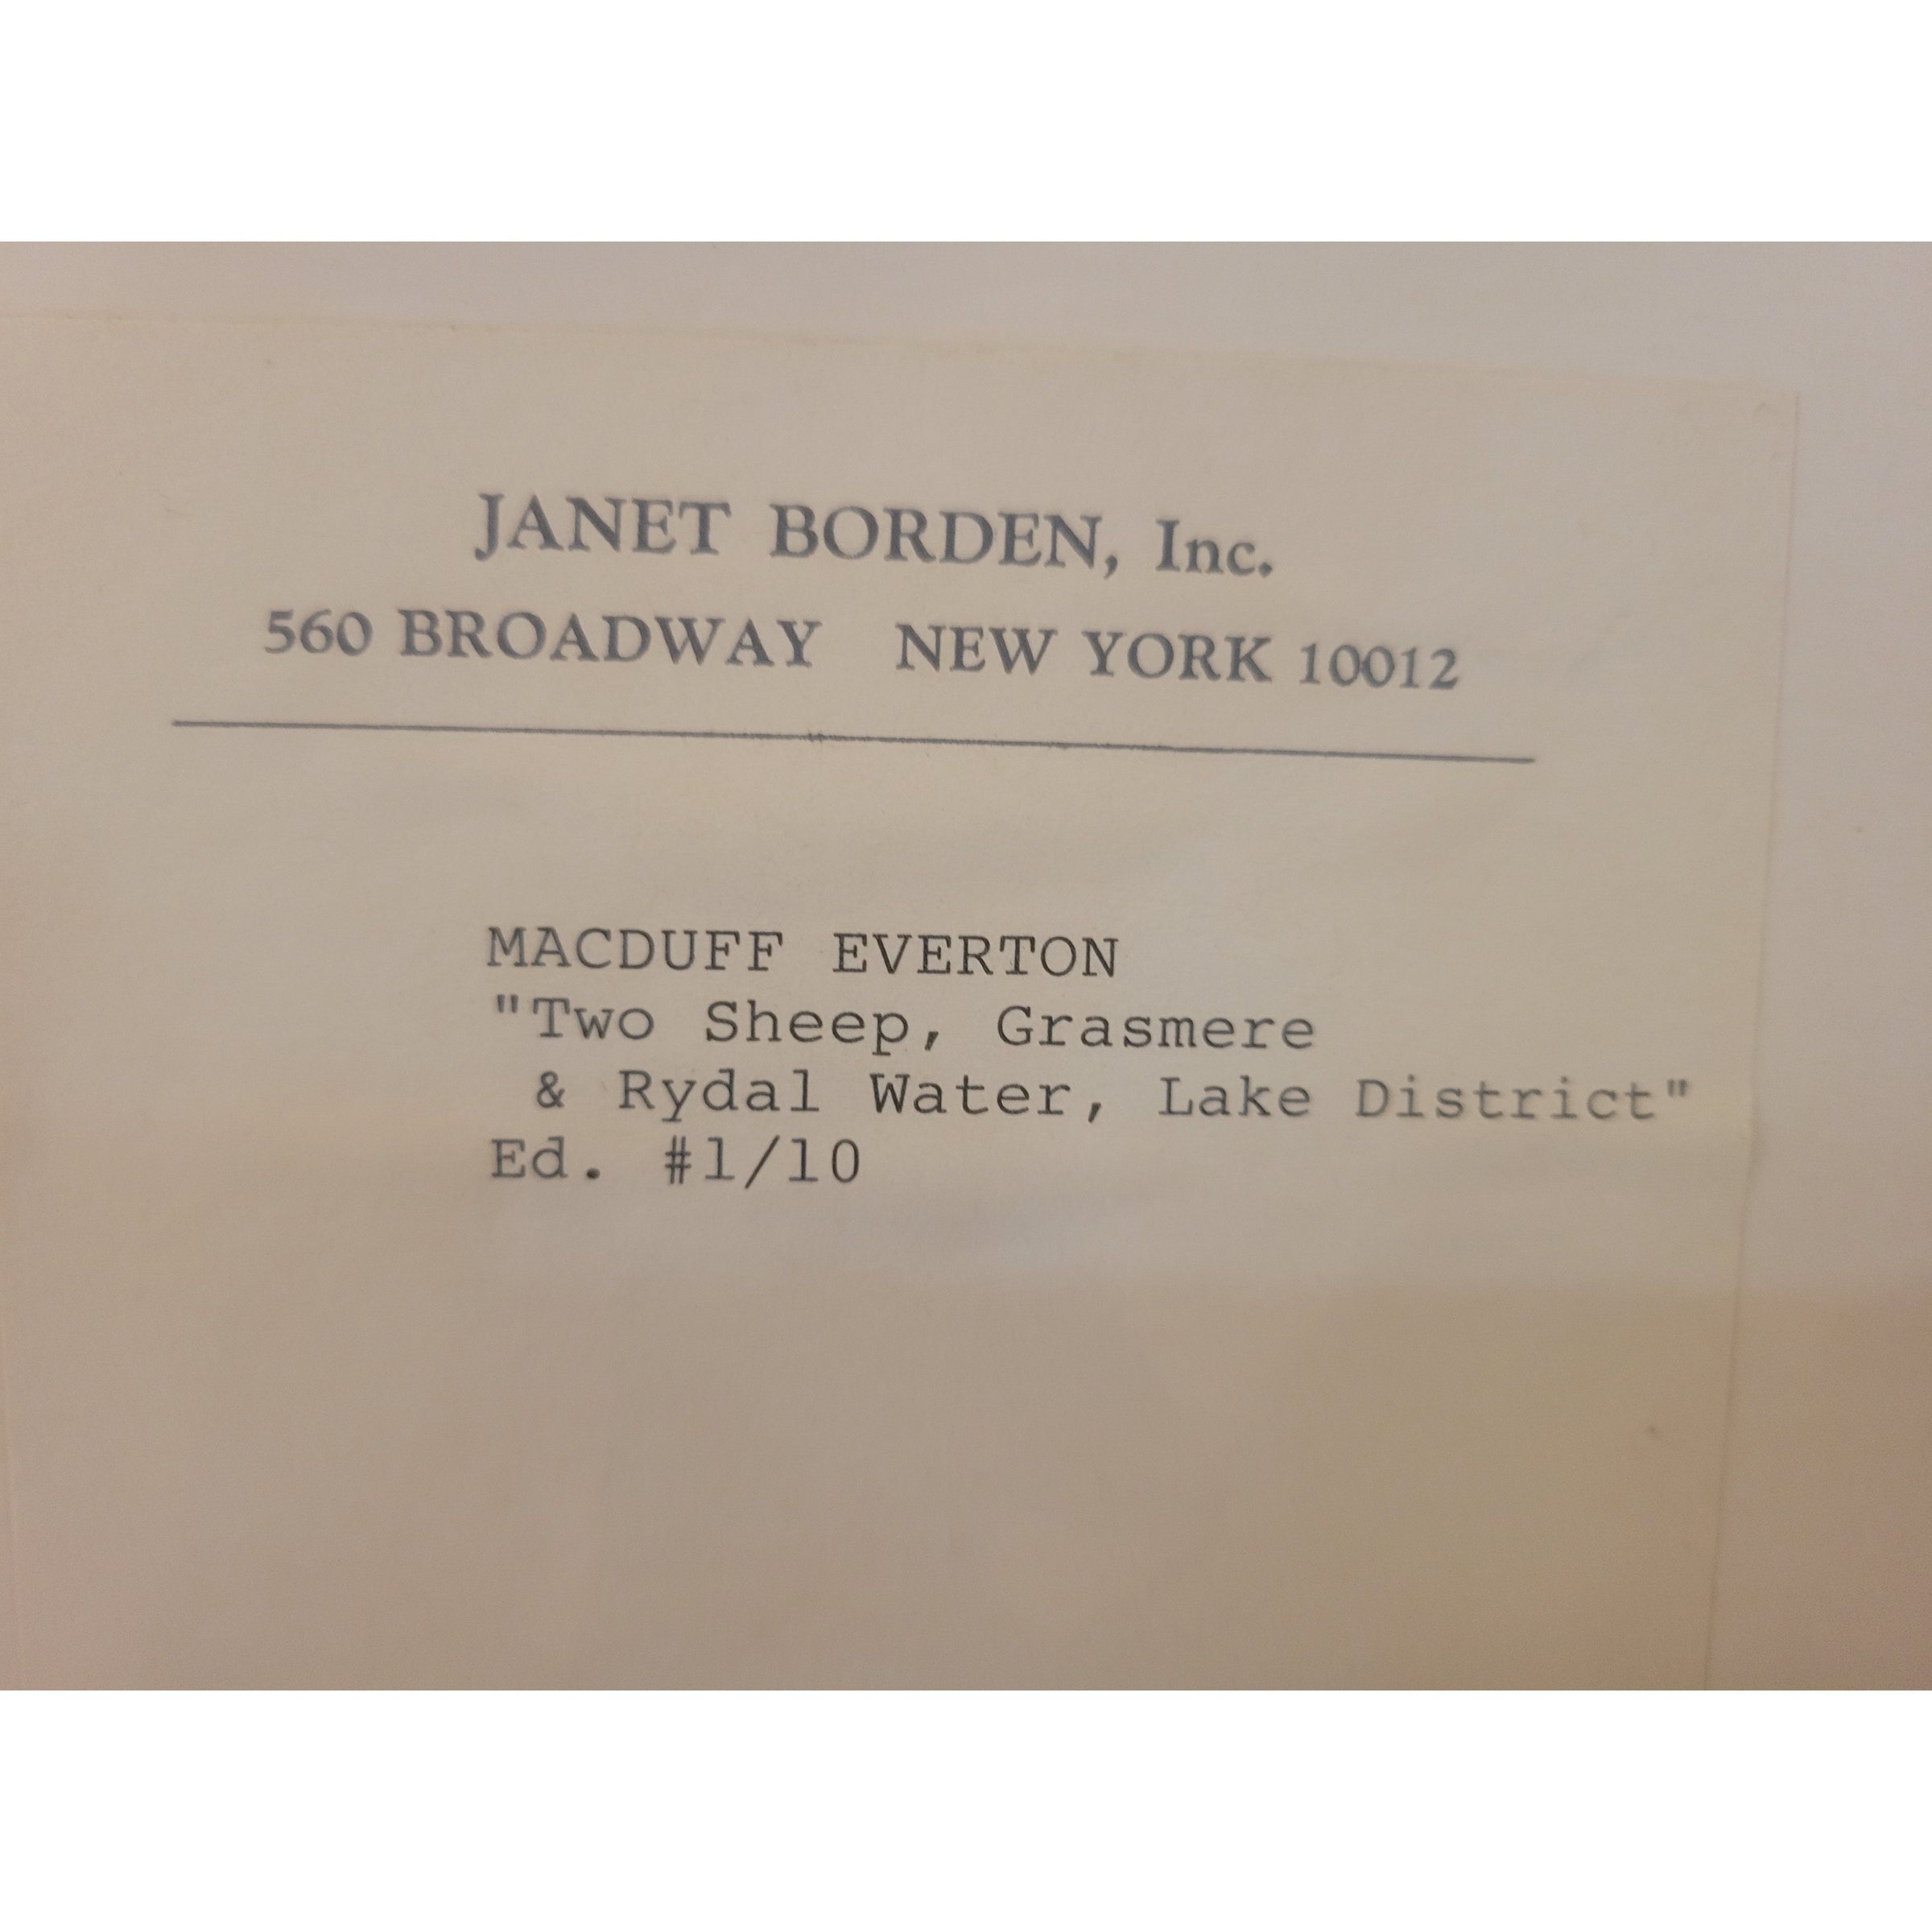 JANET BORDEN, Inc.
560 BROADWAY NEW YORK 10012
MACDUFF EVERTON
"Two Sheep, Grasmere
& Rydal Water, Lake District"
Ed. #1/10